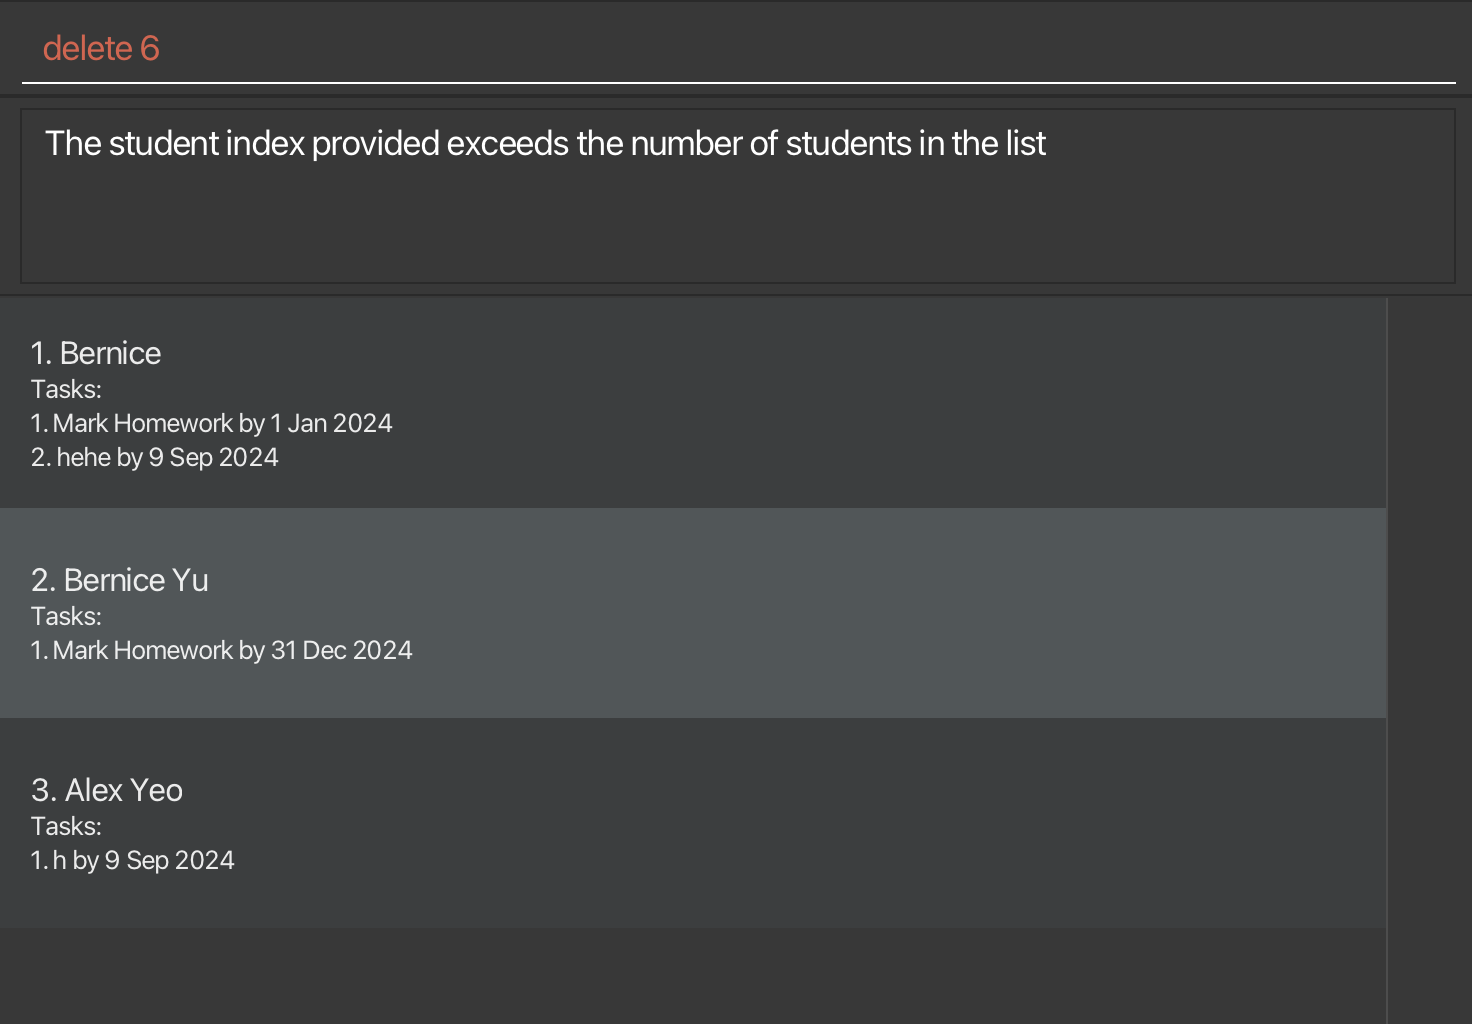 delete 6
The student index provided exceeds the number of students in the list
1. Bernice
Tasks:
1. Mark Homework by 1 Jan 2024
2. hehe by 9 Sep 2024
2. Bernice Yu
Tasks:
1. Mark Homework by 31 Dec 2024
3. Alex Yeo
Tasks:
1. h by 9 Sep 2024